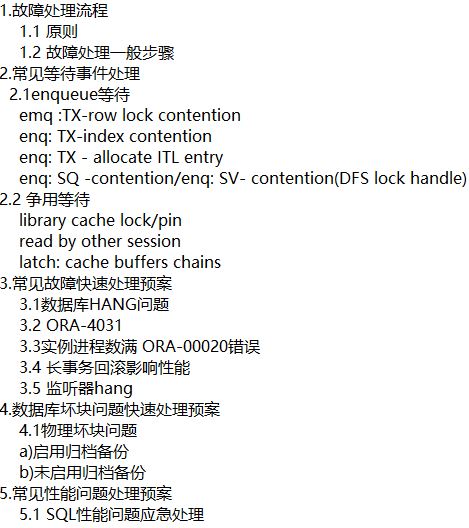 1.故障处理流程
1.1 原则
1.2 故障处理一般步骤
2.常见等待事件处理
2.1enqueue等待
emq :TX-row lock contention
enq: TX-index contention
enq: TX - allocate ITL entry
enq: SQ -contention/enq: SV- contention(DFS lock handle)
2.2 争用等待
library cache lock/pin
read by other session
latch: cache buffers chains
3.常见故障快速处理预案
3.1数据库HANG问题
3.2 ORA-4031
3.3实例进程数满 ORA-00020错误
3.4 长事务回滚影响性能
3.5 监听器hang
4.数据库坏块问题快速处理预案
4.1物理坏块问题
a)启用归档备份
b)未启用归档备份
5.常见性能问题处理预案
5.1 SQL性能问题应急处理